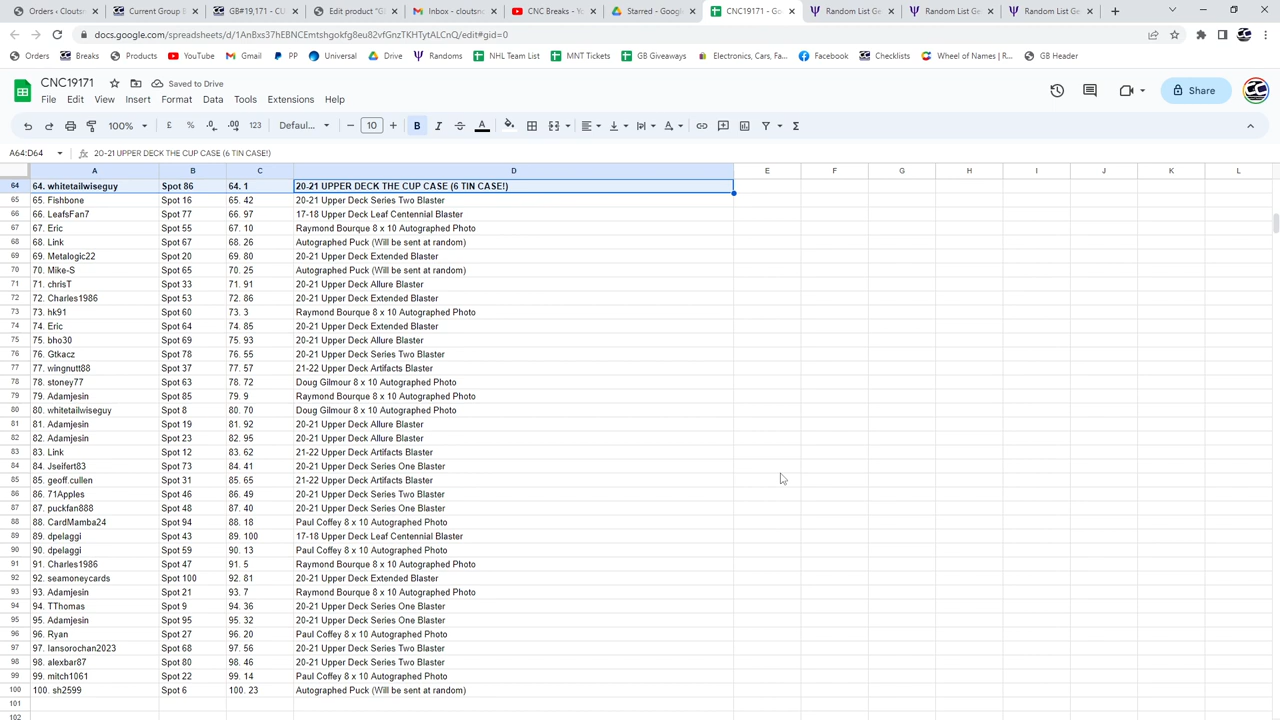 Orders ‹ Cloutsn
Current Group
GB#19,171 - CU
Edit product "G
Inbox - cloutsno
CNC Breaks - Yo
Starred - Google
CNC19171 - Go
Random List Ge
Random List Ge
Random List Ge
docs.google.com/spreadsheets/d/1AnBxs37hEBNCEmtshgokfg8eu82vfGnzTKHTytALCnQ/edit#gid=0
Orders Breaks Products YouTube Gmail PP Universal Drive Randoms NHL Team List MNT Tickets GB Giveaways Electronics, Cars, Fa... Facebook Checklists Wheel of Names | R... GB Header
CNC19171 Saved to Drive
File Edit View Insert Format Data Tools Extensions Help
Share
100% £ % .0 .00 123 Defaul... 10 B
A64:D64 20-21 UPPER DECK THE CUP CASE (6 TIN CASE!)
A B C D E F G H I J K L
64 64. whitetailwiseguy Spot 86 64. 1 20-21 UPPER DECK THE CUP CASE (6 TIN CASE!)
65 65. Fishbone Spot 16 65. 42 20-21 Upper Deck Series Two Blaster
66 66. LeafsFan7 Spot 77 66. 97 17-18 Upper Deck Leaf Centennial Blaster
67 67. Eric Spot 55 67. 10 Raymond Bourque 8 x 10 Autographed Photo
68 68. Link Spot 67 68. 26 Autographed Puck (Will be sent at random)
69 69. Metalogic22 Spot 20 69. 80 20-21 Upper Deck Extended Blaster
70 70. Mike-S Spot 65 70. 25 Autographed Puck (Will be sent at random)
71 71. chrisT Spot 33 71. 91 20-21 Upper Deck Allure Blaster
72 72. Charles1986 Spot 53 72. 86 20-21 Upper Deck Extended Blaster
73 73. hk91 Spot 60 73. 3 Raymond Bourque 8 x 10 Autographed Photo
74 74. Eric Spot 64 74. 85 20-21 Upper Deck Extended Blaster
75 75. bho30 Spot 69 75. 93 20-21 Upper Deck Allure Blaster
76 76. Gtkacz Spot 78 76. 55 20-21 Upper Deck Series Two Blaster
77 77. wingnutt88 Spot 37 77. 57 21-22 Upper Deck Artifacts Blaster
78 78. stoney77 Spot 63 78. 72 Doug Gilmour 8 x 10 Autographed Photo
79 79. Adamjesin Spot 85 79. 9 Raymond Bourque 8 x 10 Autographed Photo
80 80. whitetailwiseguy Spot 8 80. 70 Doug Gilmour 8 x 10 Autographed Photo
81 81. Adamjesin Spot 19 81. 92 20-21 Upper Deck Allure Blaster
82 82. Adamjesin Spot 23 82. 95 20-21 Upper Deck Allure Blaster
83 83. Link Spot 12 83. 62 21-22 Upper Deck Artifacts Blaster
84 84. Jseifert83 Spot 73 84. 41 20-21 Upper Deck Series One Blaster
85 85. geoff.cullen Spot 31 85. 65 21-22 Upper Deck Artifacts Blaster
86 86. 71Apples Spot 46 86. 49 20-21 Upper Deck Series Two Blaster
87 87. puckfan888 Spot 48 87. 40 20-21 Upper Deck Series One Blaster
88 88. CardMamba24 Spot 94 88. 18 Paul Coffey 8 x 10 Autographed Photo
89 89. dpelaggi Spot 43 89. 100 17-18 Upper Deck Leaf Centennial Blaster
90 90. dpelaggi Spot 59 90. 13 Paul Coffey 8 x 10 Autographed Photo
91 91. Charles1986 Spot 47 91. 5 Raymond Bourque 8 x 10 Autographed Photo
92 92. seamoneycards Spot 100 92. 81 20-21 Upper Deck Extended Blaster
93 93. Adamjesin Spot 21 93. 7 Raymond Bourque 8 x 10 Autographed Photo
94 94. TThomas Spot 9 94. 36 20-21 Upper Deck Series One Blaster
95 95. Adamjesin Spot 95 95. 32 20-21 Upper Deck Series One Blaster
96 96. Ryan Spot 27 96. 20 Paul Coffey 8 x 10 Autographed Photo
97 97. Iansorochan2023 Spot 68 97. 56 20-21 Upper Deck Series Two Blaster
98 98. alexbar87 Spot 80 98. 46 20-21 Upper Deck Series Two Blaster
99 99. mitch1061 Spot 22 99. 14 Paul Coffey 8 x 10 Autographed Photo
100 100. sh2599 Spot 6 100. 23 Autographed Puck (Will be sent at random)
101
102